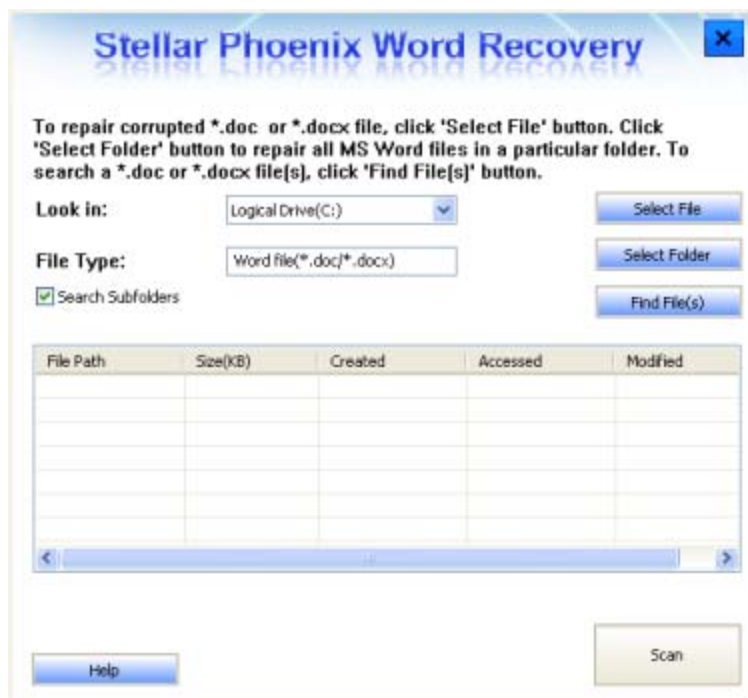 Stellar Phoenix Word Recovery
To repair corrupted *.doc or *.docx file, click 'Select File' button. Click
'Select Folder' button to repair all MS Word files in a particular folder. To
search a *.doc or *.docx file(s), click 'Find File(s)' button.
Look in: Logical Drive(C:) Select File
File Type: Word file(*.doc/*.docx) Select Folder
Search Subfolders Find File(s)
File Path Size(KB) Created Accessed Modified
Help Scan